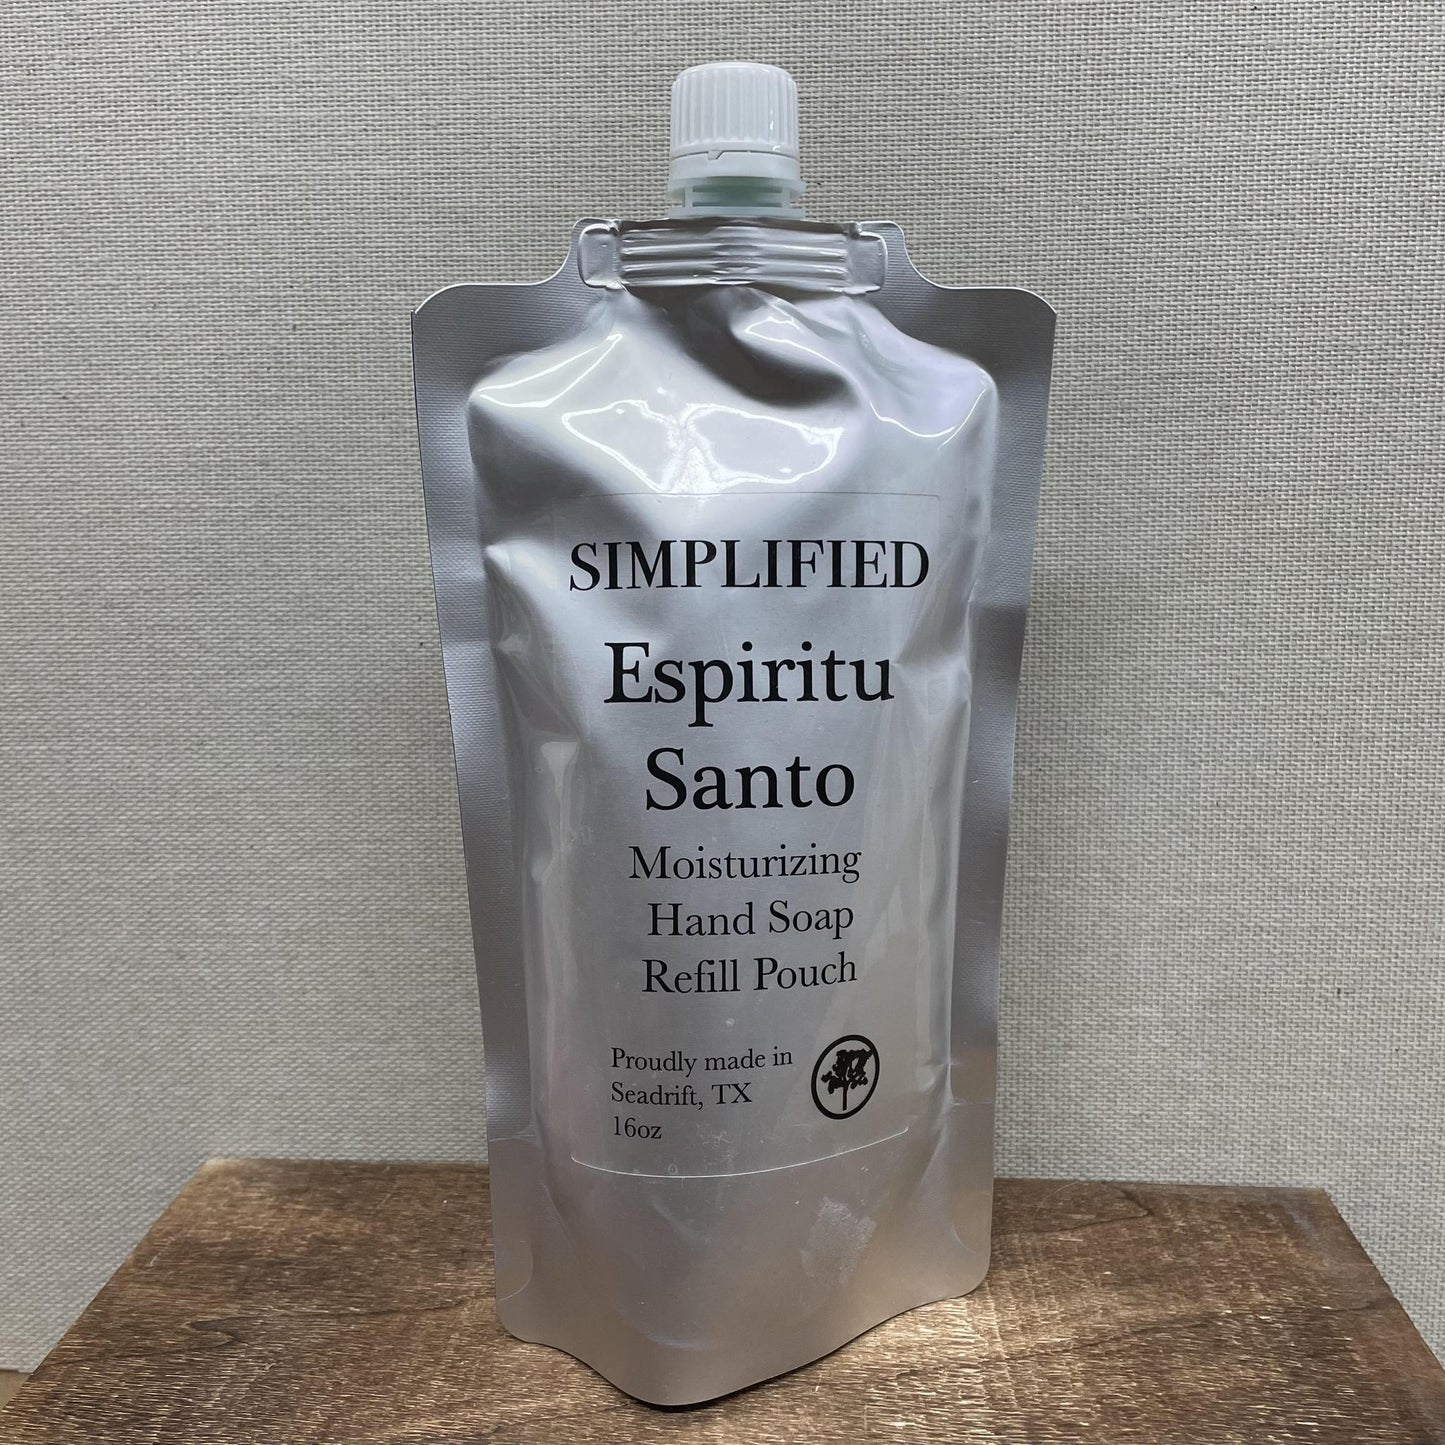 SIMPLIFIED
Espiritu
Santo
Moisturizing
Hand Soap
Refill Pouch
Proudly made in
Seadrift, TX
16oz